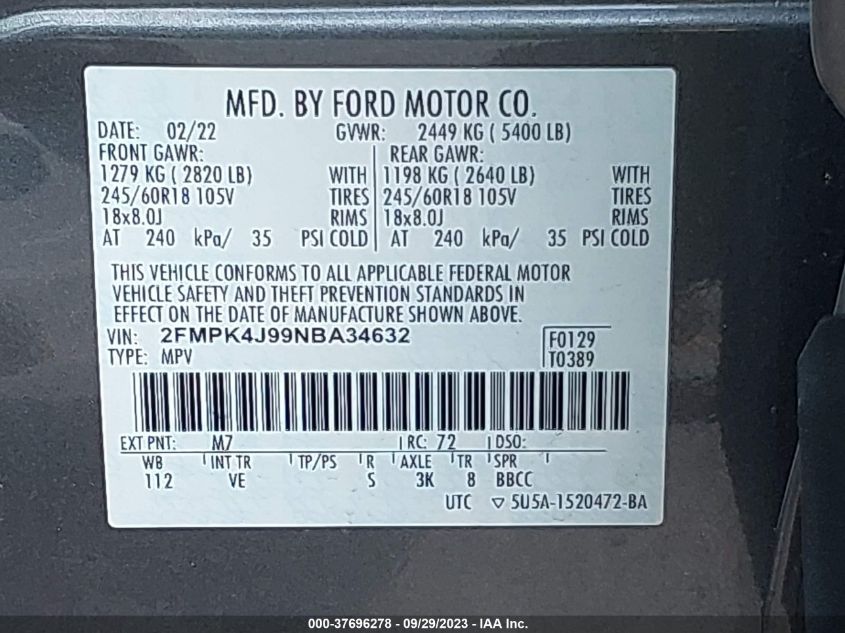 MFD. BY FORD MOTOR CO.
DATE: 02/22 GVWR: 2449 KG ( 5400 LB)
FRONT GAWR: REAR GAWR:
1279 KG ( 2820 LB) WITH 1198 KG ( 2640 LB) WITH
245/60R18 105V TIRES 245/60R18 105V TIRES
18x8.0J RIMS 18x8.0J RIMS
AT 240 kPa/ 35 PSI COLD AT 240 kPa/ 35 PSI COLD
THIS VEHICLE CONFORMS TO ALL APPLICABLE FEDERAL MOTOR
VEHICLE SAFETY AND THEFT PREVENTION STANDARDS IN
EFFECT ON THE DATE OF MANUFACTURE SHOWN ABOVE.
VIN: 2FMPK4J99NBA34632 F0129
TYPE: MPV T0389
EXT PNT: M7 RC: 72 DSO:
WB INT TR TP/PS R AXLE TR SPR
112 VE S 3K 8 BBCC
UTC ▽ 5U5A-1520472-BA
000-37696278 - 09/29/2023 - IAA Inc.